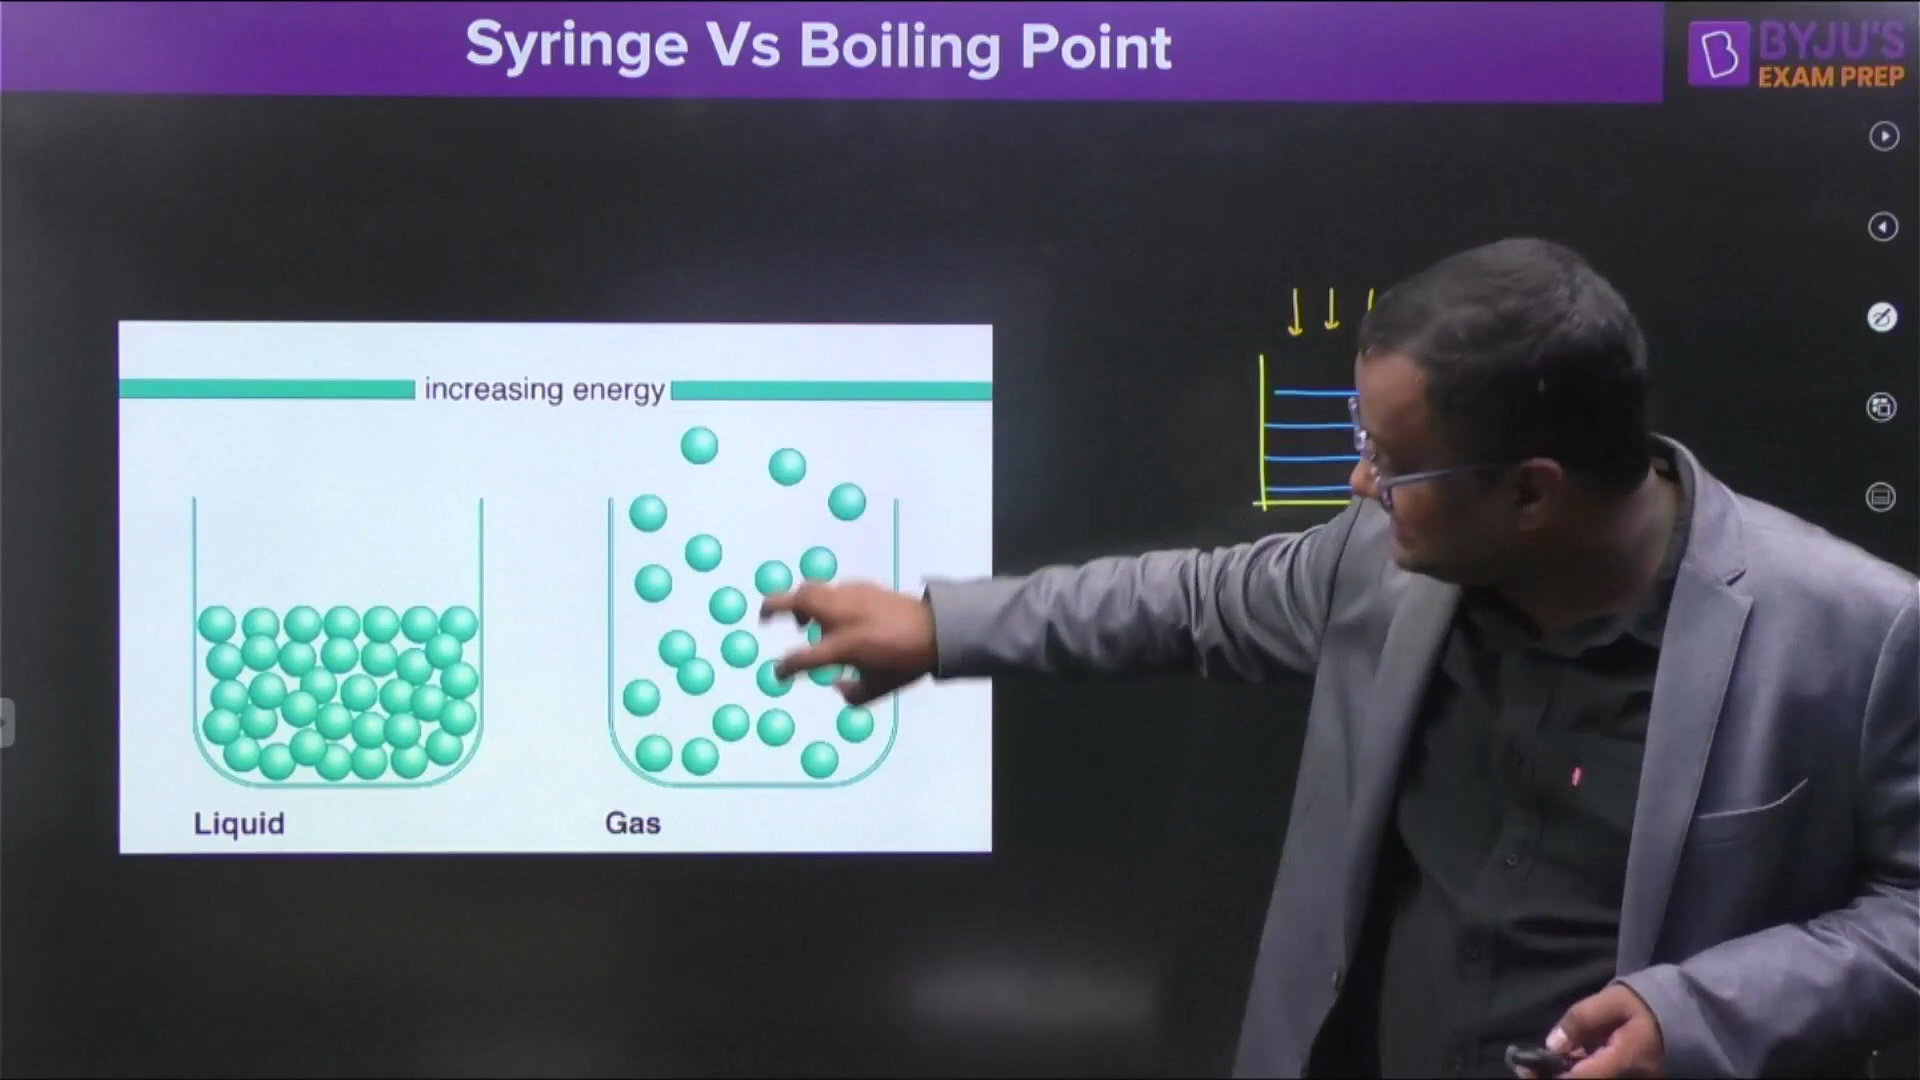 Syringe Vs Boiling Point
BYJU'S
EXAM PREP
increasing energy
Liquid
Gas